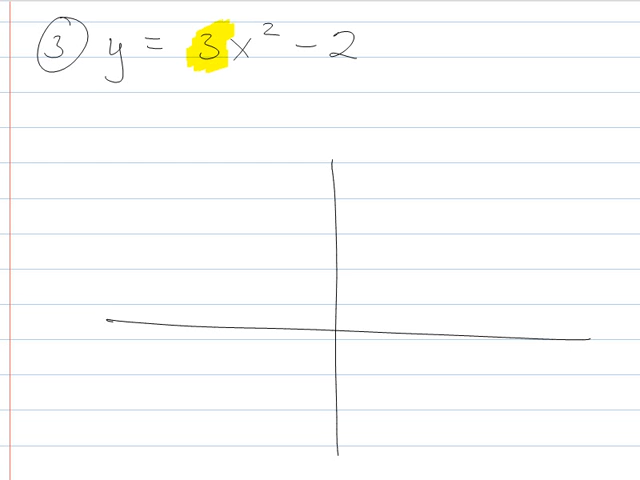 ③ y = 3x² - 2